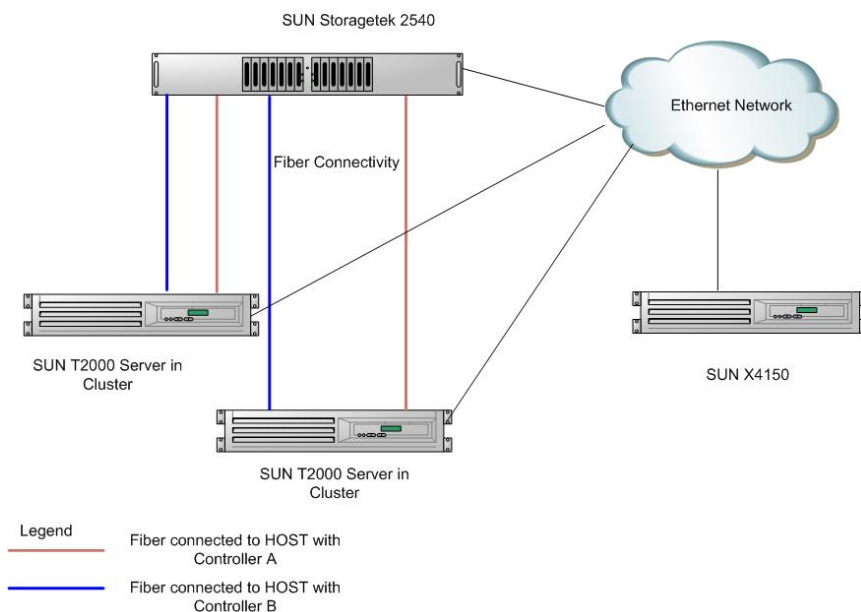 SUN Storagetek 2540
Ethernet Network
Fiber Connectivity
SUN T2000 Server in
Cluster
SUN X4150
SUN T2000 Server in
Cluster
Legend
Fiber connected to HOST with
Controller A
Fiber connected to HOST with
Controller B